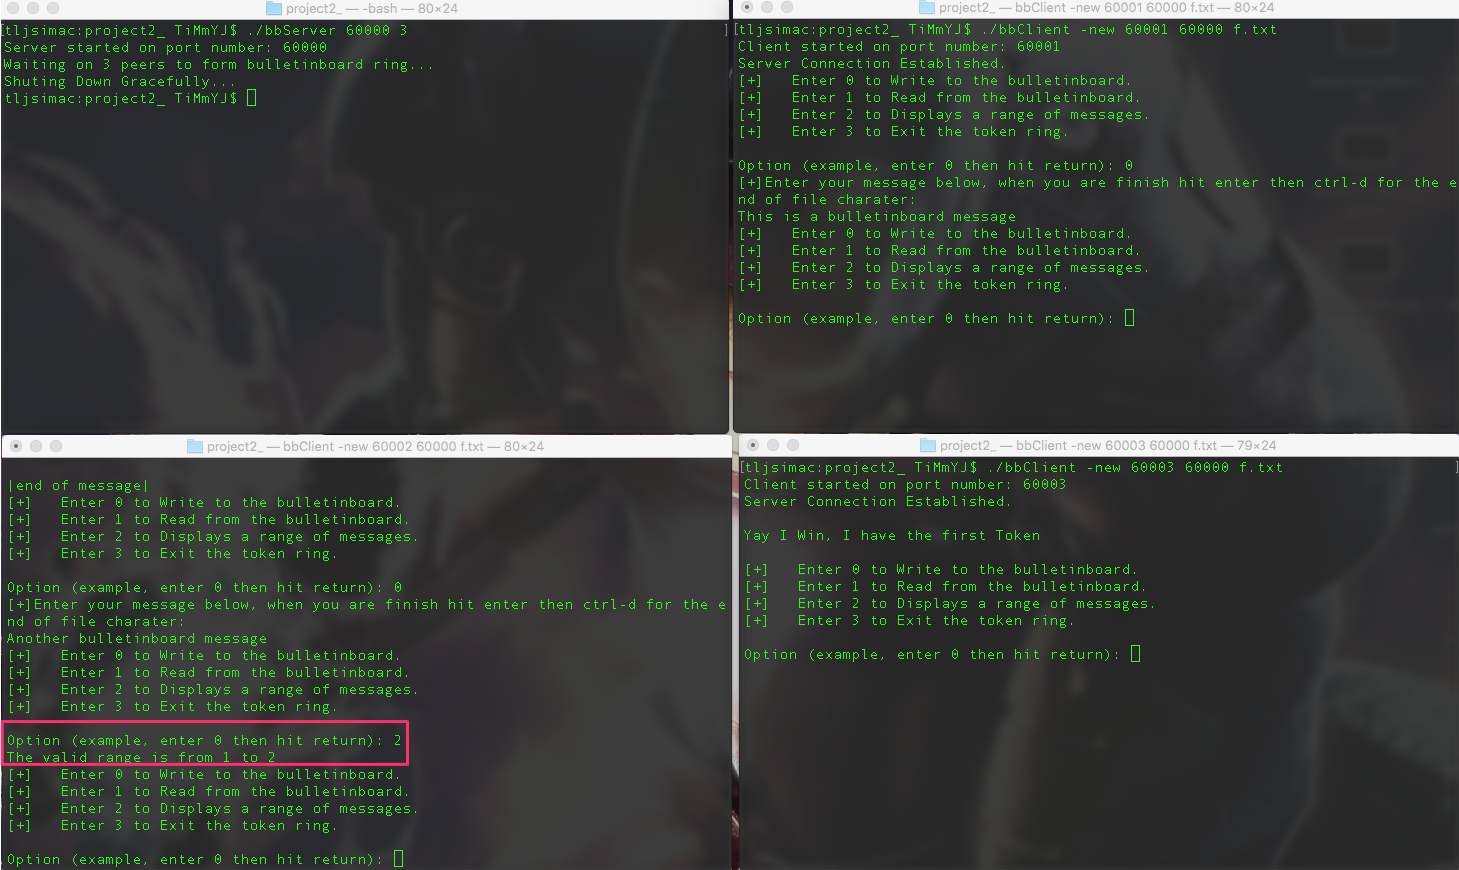 project2_ — -bash — 80×24
[tljsimac:project2_ TiMmYJ$ ./bbServer 60000 3 ]
Server started on port number: 60000
Waiting on 3 peers to form bulletinboard ring...
Shuting Down Gracefully...
tljsimac:project2_ TiMmYJ$
project2_ — bbClient -new 60001 60000 f.txt — 80×24
[tljsimac:project2_ TiMmYJ$ ./bbClient -new 60001 60000 f.txt ]
Client started on port number: 60001
Server Connection Established.
[+] Enter 0 to Write to the bulletinboard.
[+] Enter 1 to Read from the bulletinboard.
[+] Enter 2 to Displays a range of messages.
[+] Enter 3 to Exit the token ring.
Option (example, enter 0 then hit return): 0
[+]Enter your message below, when you are finish hit enter then ctrl-d for the e
nd of file charater:
This is a bulletinboard message
[+] Enter 0 to Write to the bulletinboard.
[+] Enter 1 to Read from the bulletinboard.
[+] Enter 2 to Displays a range of messages.
[+] Enter 3 to Exit the token ring.
Option (example, enter 0 then hit return):
project2_ — bbClient -new 60002 60000 f.txt — 80×24
|end of message|
[+] Enter 0 to Write to the bulletinboard.
[+] Enter 1 to Read from the bulletinboard.
[+] Enter 2 to Displays a range of messages.
[+] Enter 3 to Exit the token ring.
Option (example, enter 0 then hit return): 0
[+]Enter your message below, when you are finish hit enter then ctrl-d for the e
nd of file charater:
Another bulletinboard message
[+] Enter 0 to Write to the bulletinboard.
[+] Enter 1 to Read from the bulletinboard.
[+] Enter 2 to Displays a range of messages.
[+] Enter 3 to Exit the token ring.
Option (example, enter 0 then hit return): 2
The valid range is from 1 to 2
[+] Enter 0 to Write to the bulletinboard.
[+] Enter 1 to Read from the bulletinboard.
[+] Enter 2 to Displays a range of messages.
[+] Enter 3 to Exit the token ring.
Option (example, enter 0 then hit return):
project2_ — bbClient -new 60003 60000 f.txt — 79×24
[tljsimac:project2_ TiMmYJ$ ./bbClient -new 60003 60000 f.txt ]
Client started on port number: 60003
Server Connection Established.
Yay I Win, I have the first Token
[+] Enter 0 to Write to the bulletinboard.
[+] Enter 1 to Read from the bulletinboard.
[+] Enter 2 to Displays a range of messages.
[+] Enter 3 to Exit the token ring.
Option (example, enter 0 then hit return):